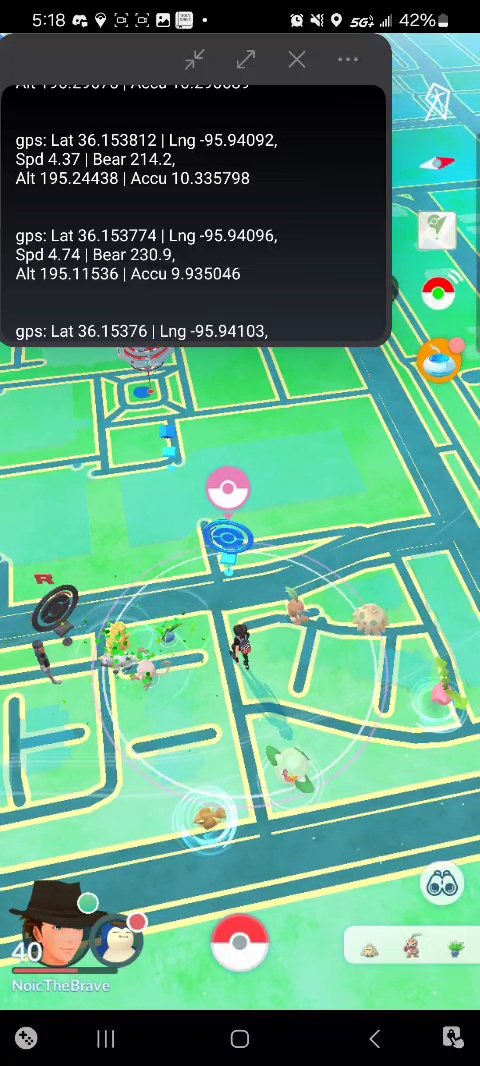 5:18
5G
42%
gps: Lat 36.153812 | Lng -95.94092,
Spd 4.37 | Bear 214.2,
Alt 195.24438 | Accu 10.335798
gps: Lat 36.153774 | Lng -95.94096,
Spd 4.74 | Bear 230.9,
Alt 195.11536 | Accu 9.935046
gps: Lat 36.15376 | Lng -95.94103,
R
40
NoicTheBrave